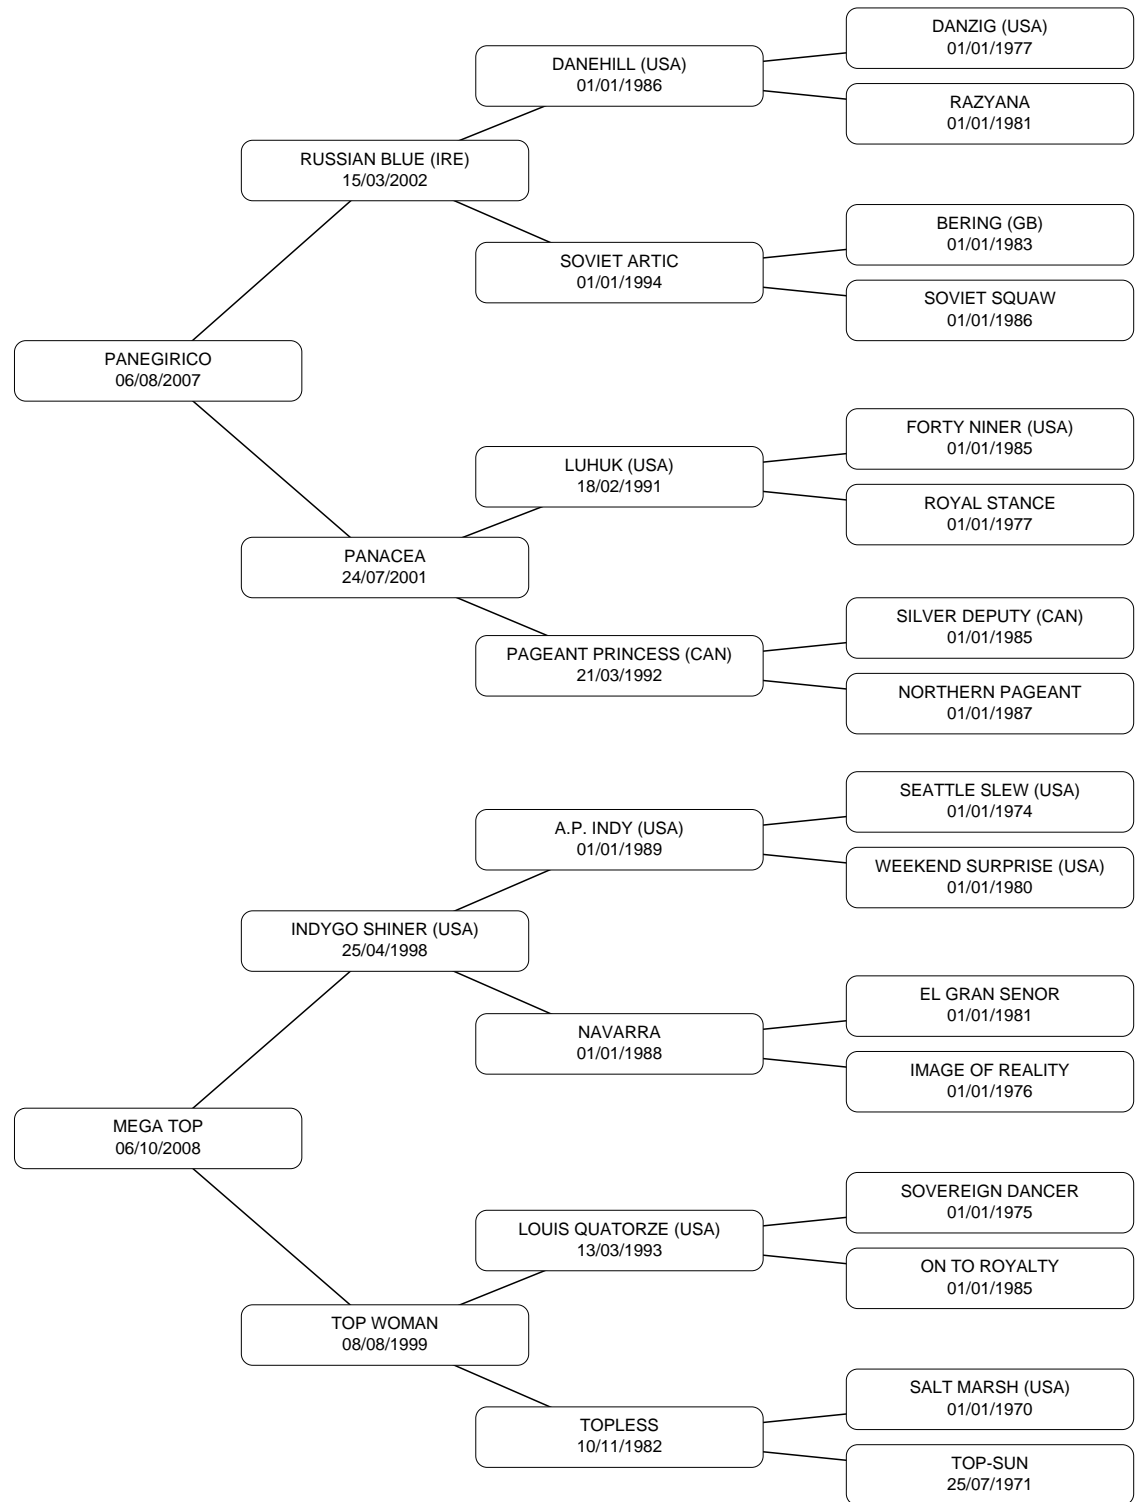 DANZIG (USA)
01/01/1977
DANEHILL (USA)
01/01/1986
RAZYANA
01/01/1981
RUSSIAN BLUE (IRE)
15/03/2002
BERING (GB)
01/01/1983
SOVIET ARTIC
01/01/1994
SOVIET SQUAW
01/01/1986
PANEGIRICO
06/08/2007
FORTY NINER (USA)
01/01/1985
LUHUK (USA)
18/02/1991
ROYAL STANCE
01/01/1977
PANACEA
24/07/2001
SILVER DEPUTY (CAN)
01/01/1985
PAGEANT PRINCESS (CAN)
21/03/1992
NORTHERN PAGEANT
01/01/1987
SEATTLE SLEW (USA)
01/01/1974
A.P. INDY (USA)
01/01/1989
WEEKEND SURPRISE (USA)
01/01/1980
INDYGO SHINER (USA)
25/04/1998
EL GRAN SENOR
01/01/1981
NAVARRA
01/01/1988
IMAGE OF REALITY
01/01/1976
MEGA TOP
06/10/2008
SOVEREIGN DANCER
01/01/1975
LOUIS QUATORZE (USA)
13/03/1993
ON TO ROYALTY
01/01/1985
TOP WOMAN
08/08/1999
SALT MARSH (USA)
01/01/1970
TOPLESS
10/11/1982
TOP-SUN
25/07/1971